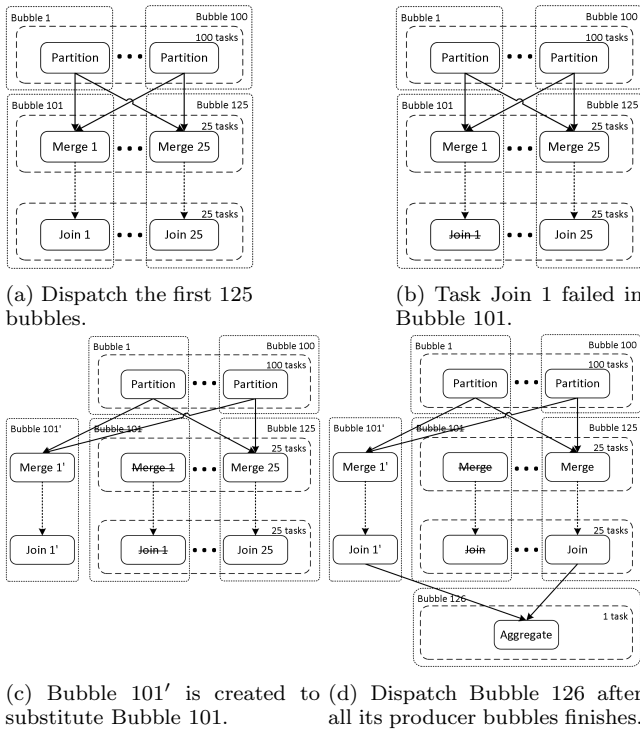 Bubble 1
Bubble 100
100 tasks
Partition
Partition
Bubble 101
Bubble 125
25 tasks
Merge 1
Merge 25
25 tasks
Join 1
Join 25
(a) Dispatch the first 125
bubbles.
Bubble 1
Bubble 100
100 tasks
Partition
Partition
Bubble 101
Bubble 125
25 tasks
Merge 1
Merge 25
25 tasks
Join 1
Join 25
(b) Task Join 1 failed in
Bubble 101.
Bubble 1
Bubble 100
100 tasks
Partition
Partition
Bubble 101'
Bubble 101
Bubble 125
25 tasks
Merge 1'
Merge 1
Merge 25
25 tasks
Join 1'
Join 1
Join 25
(c) Bubble 101′ is created to
substitute Bubble 101.
Bubble 1
Bubble 100
100 tasks
Partition
Partition
Bubble 101'
Bubble 101
Bubble 125
25 tasks
Merge 1'
Merge
Merge
25 tasks
Join 1'
Join
Join
Bubble 126
1 task
Aggregate
(d) Dispatch Bubble 126 after
all its producer bubbles finishes.